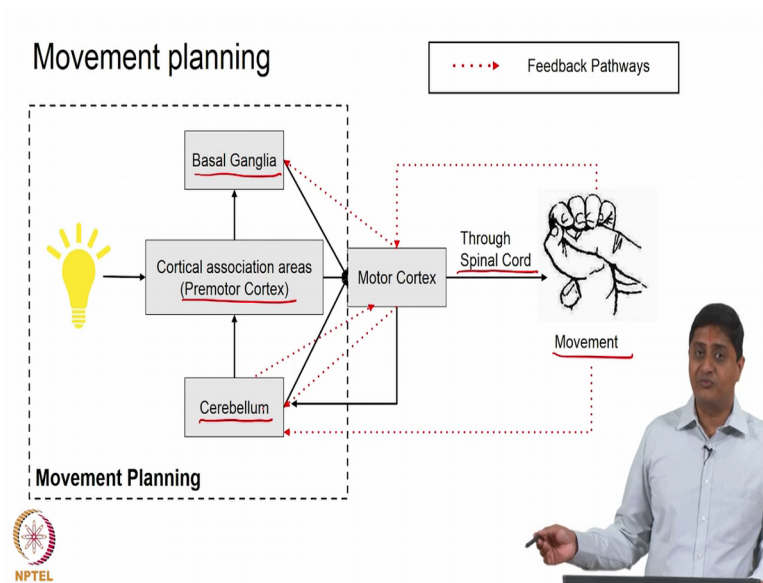 Movement planning
Feedback Pathways
Basal Ganglia
Cortical association areas
(Premotor Cortex)
Motor Cortex
Through
Spinal Cord
Movement
Cerebellum
Movement Planning
NPTEL